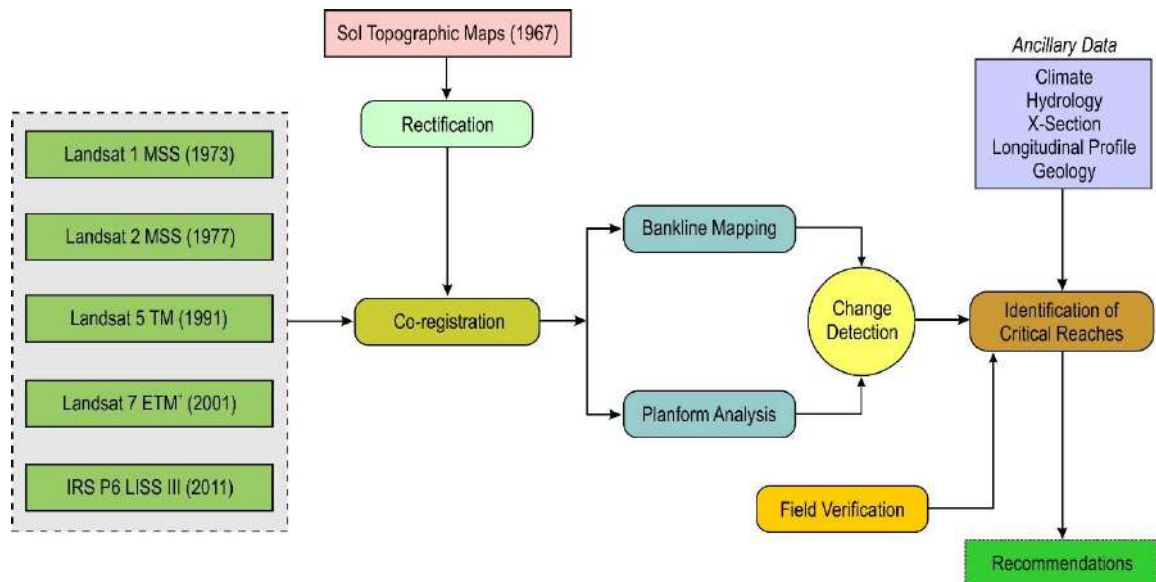 SoI Topographic Maps (1967)
Rectification
Landsat 1 MSS (1973)
Landsat 2 MSS (1977)
Landsat 5 TM (1991)
Landsat 7 ETM+ (2001)
IRS P6 LISS III (2011)
Co-registration
Bankline Mapping
Planform Analysis
Change
Detection
Ancillary Data
Climate
Hydrology
X-Section
Longitudinal Profile
Geology
Identification of
Critical Reaches
Field Verification
Recommendations